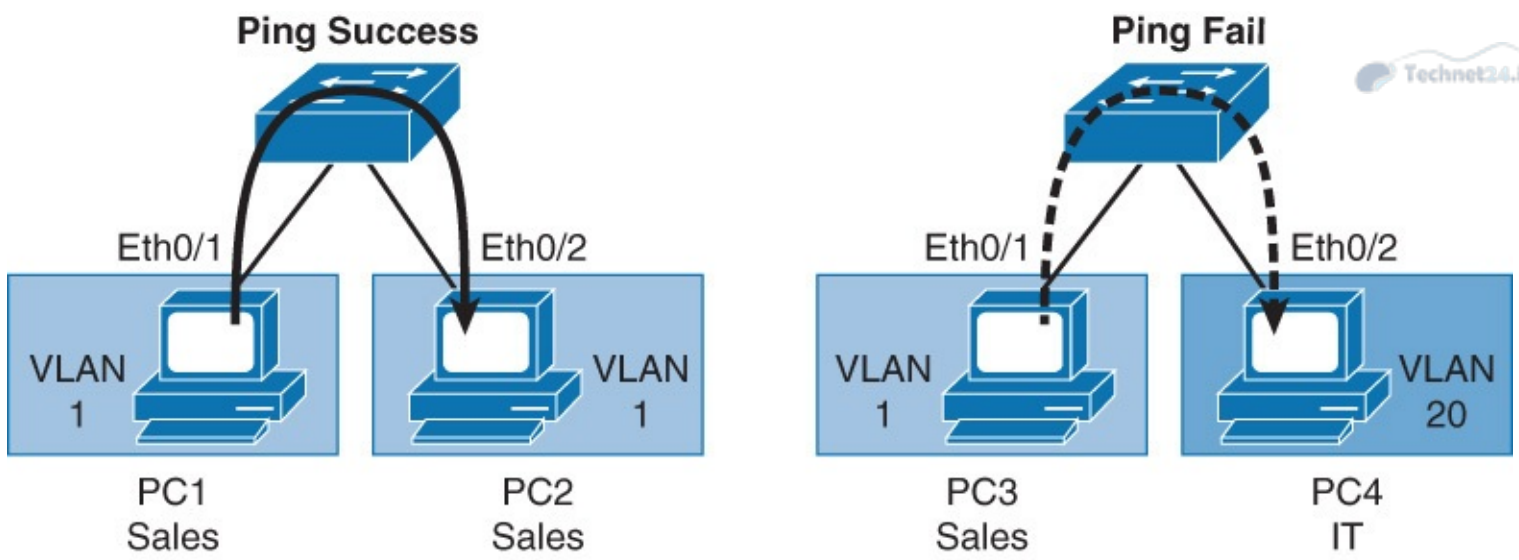 Ping Success
Ping Fail
Eth0/1
Eth0/2
Eth0/1
Eth0/2
VLAN
1
VLAN
1
VLAN
1
VLAN
20
PC1
Sales
PC2
Sales
PC3
Sales
PC4
IT